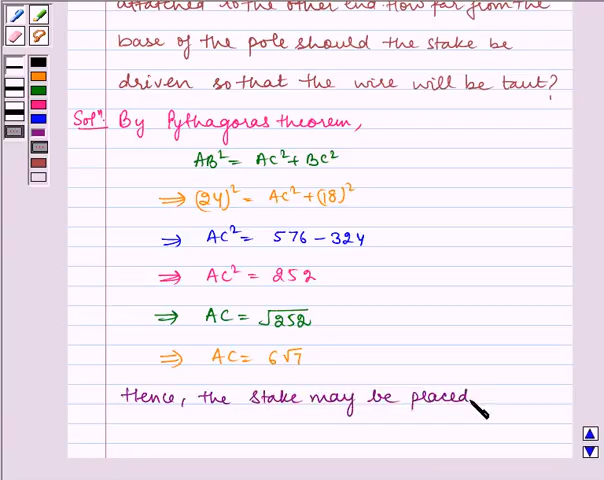 attached to the other end. How far from the
base of the pole should the stake be
driven so that the wire will be taut?
Solⁿ. By Pythagoras theorem,
AB² = AC² + BC²
⇒ (24)² = AC² + (18)²
⇒ AC² = 576 - 324
⇒ AC² = 252
⇒ AC = √252
⇒ AC = 6√7
Hence, the stake may be placed